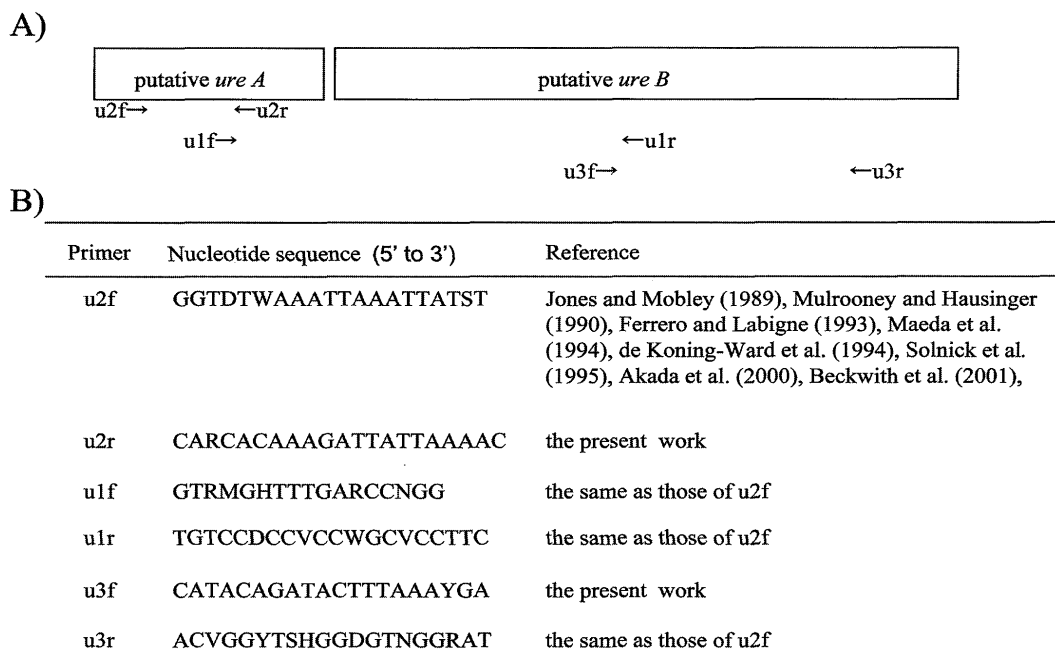 A)
putative ure A
putative ure B
u2f→ ←u2r
u1f→ ←u1r
u3f→ ←u3r
B)
Primer Nucleotide sequence (5' to 3') Reference
u2f GGTDTWAAATTAAATTATST Jones and Mobley (1989), Mulrooney and Hausinger
(1990), Ferrero and Labigne (1993), Maeda et al.
(1994), de Koning-Ward et al. (1994), Solnick et al.
(1995), Akada et al. (2000), Beckwith et al. (2001),
u2r CARCACAAAGATTATTAAAAC the present work
u1f GTRMGHTTTGARCCNGG the same as those of u2f
u1r TGTCCDCCVCCWGCVCCTTC the same as those of u2f
u3f CATACAGATACTTTAAAYGA the present work
u3r ACVGGYTSHGGDGTNGGRAT the same as those of u2f